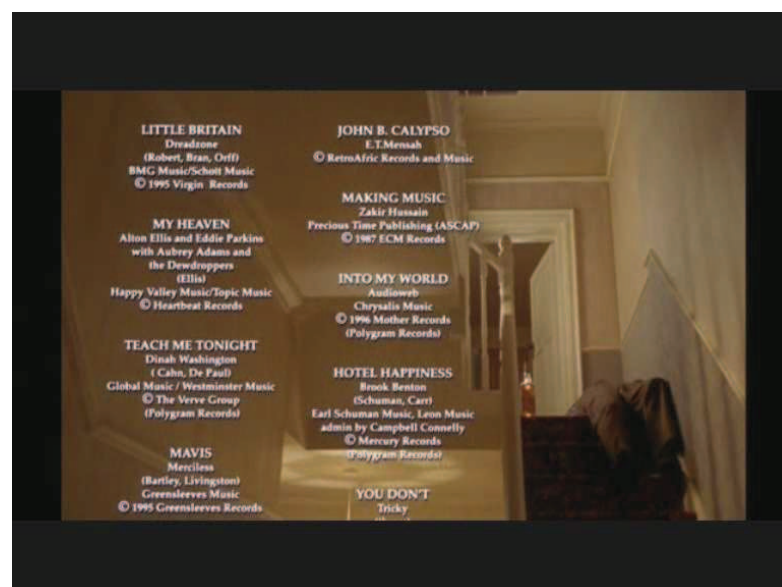 LITTLE BRITAIN
Dreadzone
(Robert, Bran, Orff)
BMG Music/Schott Music
© 1995 Virgin Records
MY HEAVEN
Alton Ellis and Eddie Parkins
with Aubrey Adams and
the Dewdroppers
(Ellis)
Happy Valley Music/Topic Music
© Heartbeat Records
TEACH ME TONIGHT
Dinah Washington
( Cahn, De Paul)
Global Music / Westminster Music
© The Verve Group
(Polygram Records)
MAVIS
Merciless
(Bartley, Livingston)
Greensleeves Music
© 1995 Greensleeves Records
JOHN B. CALYPSO
E.T.Mensah
© RetroAfric Records and Music
MAKING MUSIC
Zakir Hussain
Precious Time Publishing (ASCAP)
© 1987 ECM Records
INTO MY WORLD
Audioweb
Chrysalis Music
© 1996 Mother Records
(Polygram Records)
HOTEL HAPPINESS
Brook Benton
(Schuman, Carr)
Earl Schuman Music, Leon Music
admin by Campbell Connelly
© Mercury Records
(Polygram Records)
YOU DON'T
Tricky